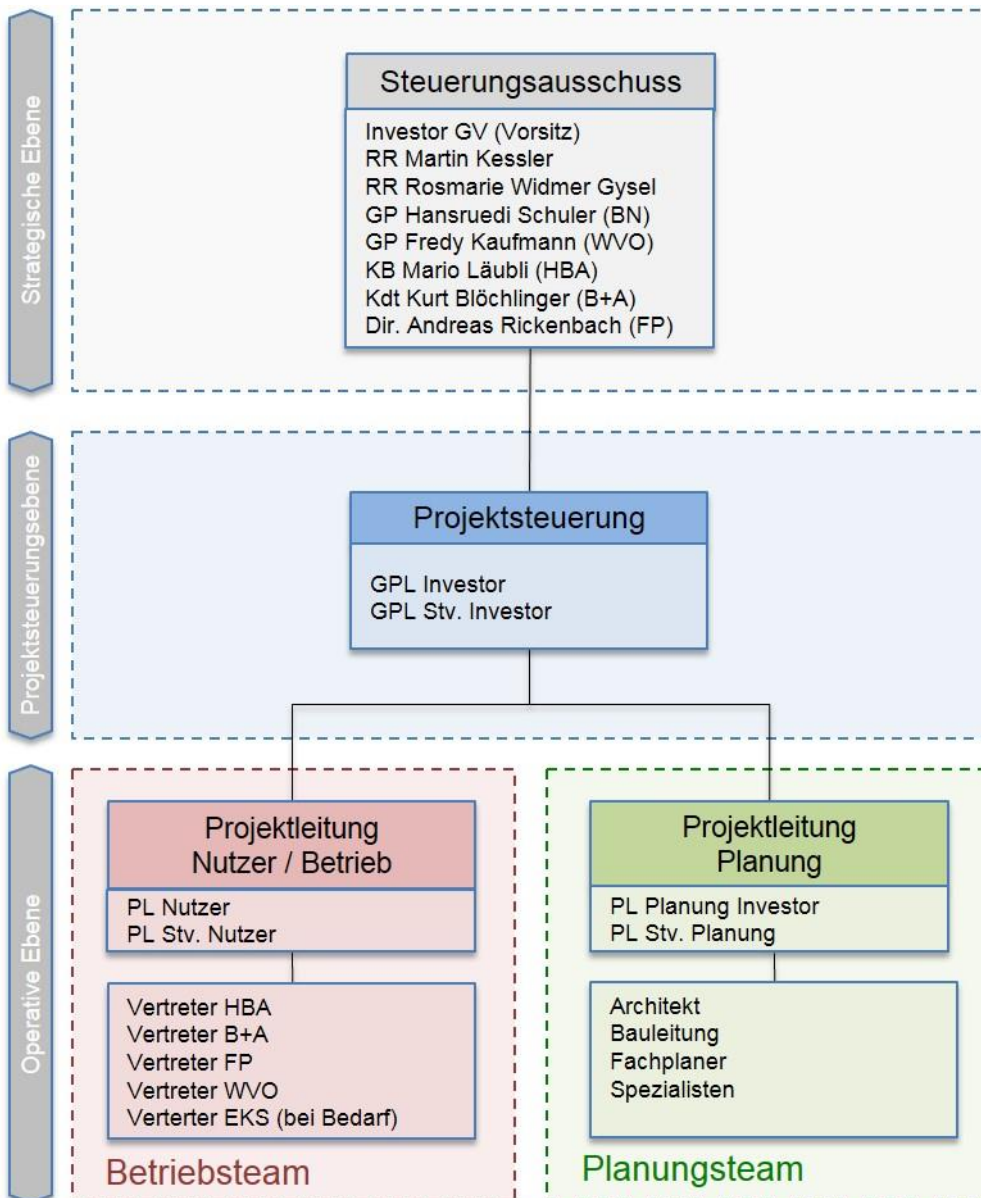 Strategische Ebene
Steuerungsausschuss
Investor GV (Vorsitz)
RR Martin Kessler
RR Rosmarie Widmer Gysel
GP Hansruedi Schuler (BN)
GP Fredy Kaufmann (WVO)
KB Mario Läubli (HBA)
Kdt Kurt Blöchlinger (B+A)
Dir. Andreas Rickenbach (FP)
Projektsteuerungsebene
Projektsteuerung
GPL Investor
GPL Stv. Investor
Operative Ebene
Projektleitung
Nutzer / Betrieb
PL Nutzer
PL Stv. Nutzer
Vertreter HBA
Vertreter B+A
Vertreter FP
Vertreter WVO
Verterter EKS (bei Bedarf)
Betriebsteam
Projektleitung
Planung
PL Planung Investor
PL Stv. Planung
Architekt
Bauleitung
Fachplaner
Spezialisten
Planungsteam